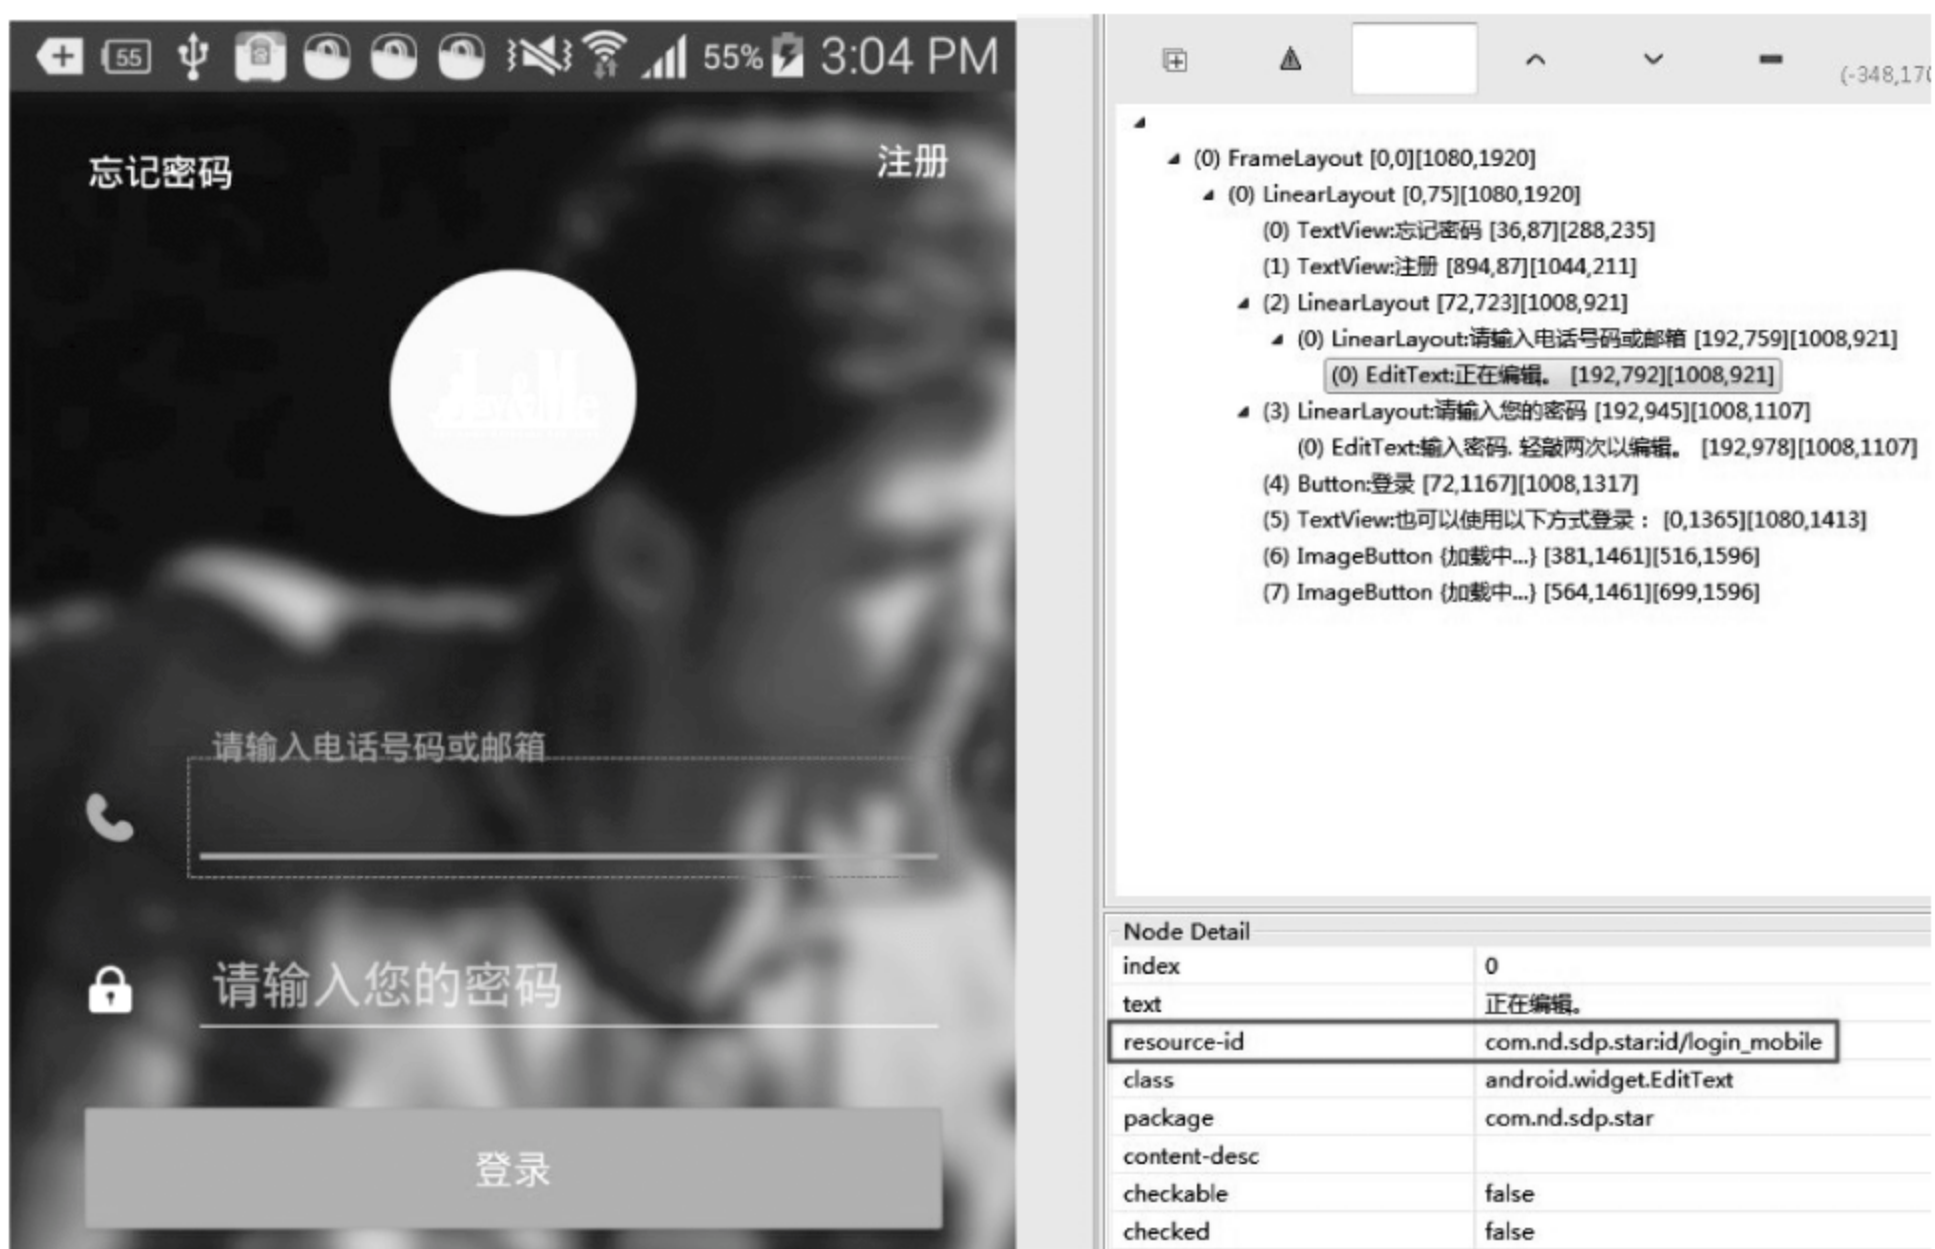 55
55%
3:04 PM
忘记密码
注册
请输入电话号码或邮箱
请输入您的密码
登录
(-348,170
(0) FrameLayout [0,0][1080,1920]
(0) LinearLayout [0,75][1080,1920]
(0) TextView:忘记密码 [36,87][288,235]
(1) TextView:注册 [894,87][1044,211]
(2) LinearLayout [72,723][1008,921]
(0) LinearLayout:请输入电话号码或邮箱 [192,759][1008,921]
(0) EditText:正在编辑。 [192,792][1008,921]
(3) LinearLayout:请输入您的密码 [192,945][1008,1107]
(0) EditText:输入密码. 轻敲两次以编辑。 [192,978][1008,1107]
(4) Button:登录 [72,1167][1008,1317]
(5) TextView:也可以使用以下方式登录： [0,1365][1080,1413]
(6) ImageButton {加载中...} [381,1461][516,1596]
(7) ImageButton {加载中...} [564,1461][699,1596]
Node Detail
index 0
text 正在编辑。
resource-id com.nd.sdp.star:id/login_mobile
class android.widget.EditText
package com.nd.sdp.star
content-desc
checkable false
checked false